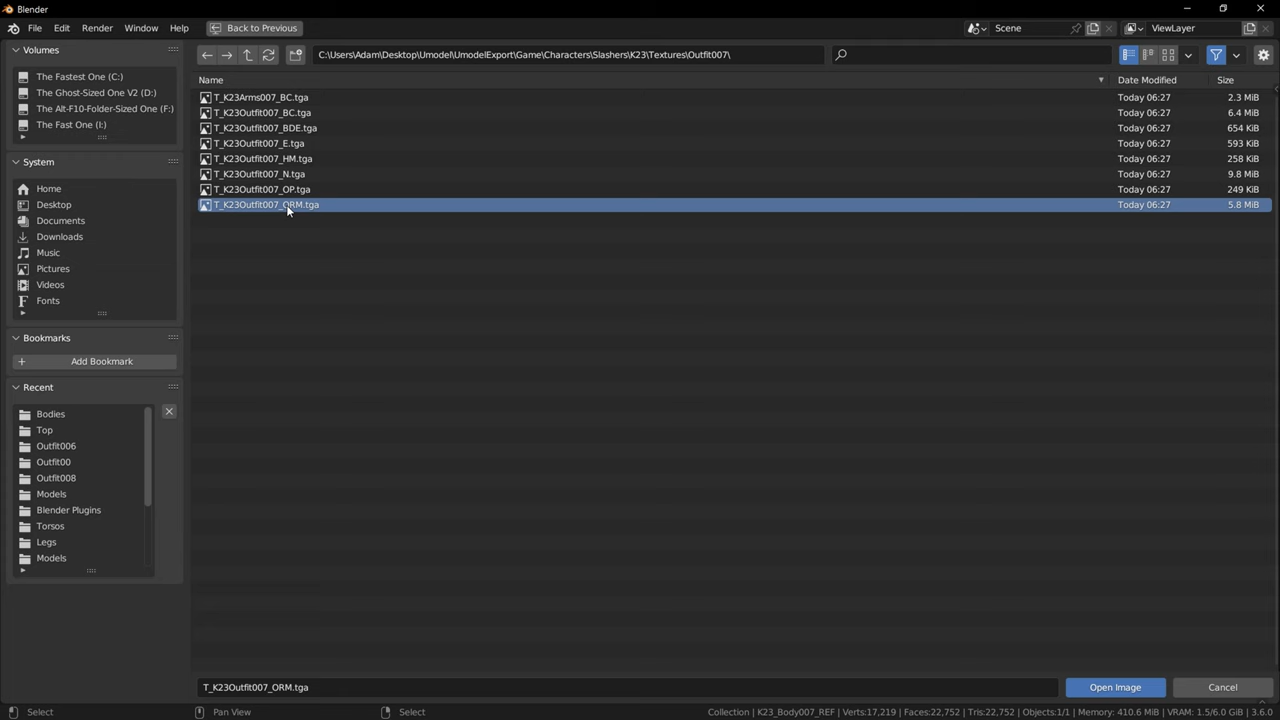 Blender
File Edit Render Window Help Back to Previous Scene ViewLayer
Volumes
The Fastest One (C:)
The Ghost-Sized One V2 (D:)
The Alt-F10-Folder-Sized One (F:)
The Fast One (I:)
System
Home
Desktop
Documents
Downloads
Music
Pictures
Videos
Fonts
Bookmarks
Add Bookmark
Recent
Bodies
Top
Outfit006
Outfit00
Outfit008
Models
Blender Plugins
Torsos
Legs
Models
C:\Users\Adam\Desktop\Umodel\UmodelExport\Game\Characters\Slashers\K23\Textures\Outfit007\
Name Date Modified Size
T_K23Arms007_BC.tga Today 06:27 2.3 MiB
T_K23Outfit007_BC.tga Today 06:27 6.4 MiB
T_K23Outfit007_BDE.tga Today 06:27 654 KiB
T_K23Outfit007_E.tga Today 06:27 593 KiB
T_K23Outfit007_HM.tga Today 06:27 258 KiB
T_K23Outfit007_N.tga Today 06:27 9.8 MiB
T_K23Outfit007_OP.tga Today 06:27 249 KiB
T_K23Outfit007_ORM.tga Today 06:27 5.8 MiB
T_K23Outfit007_ORM.tga Open Image Cancel
Select Pan View Select Collection | K23_Body007_REF | Verts:17,219 | Faces:22,752 | Tris:22,752 | Objects:1/1 | Memory: 410.6 MiB | VRAM: 1.5/6.0 GiB | 3.6.0